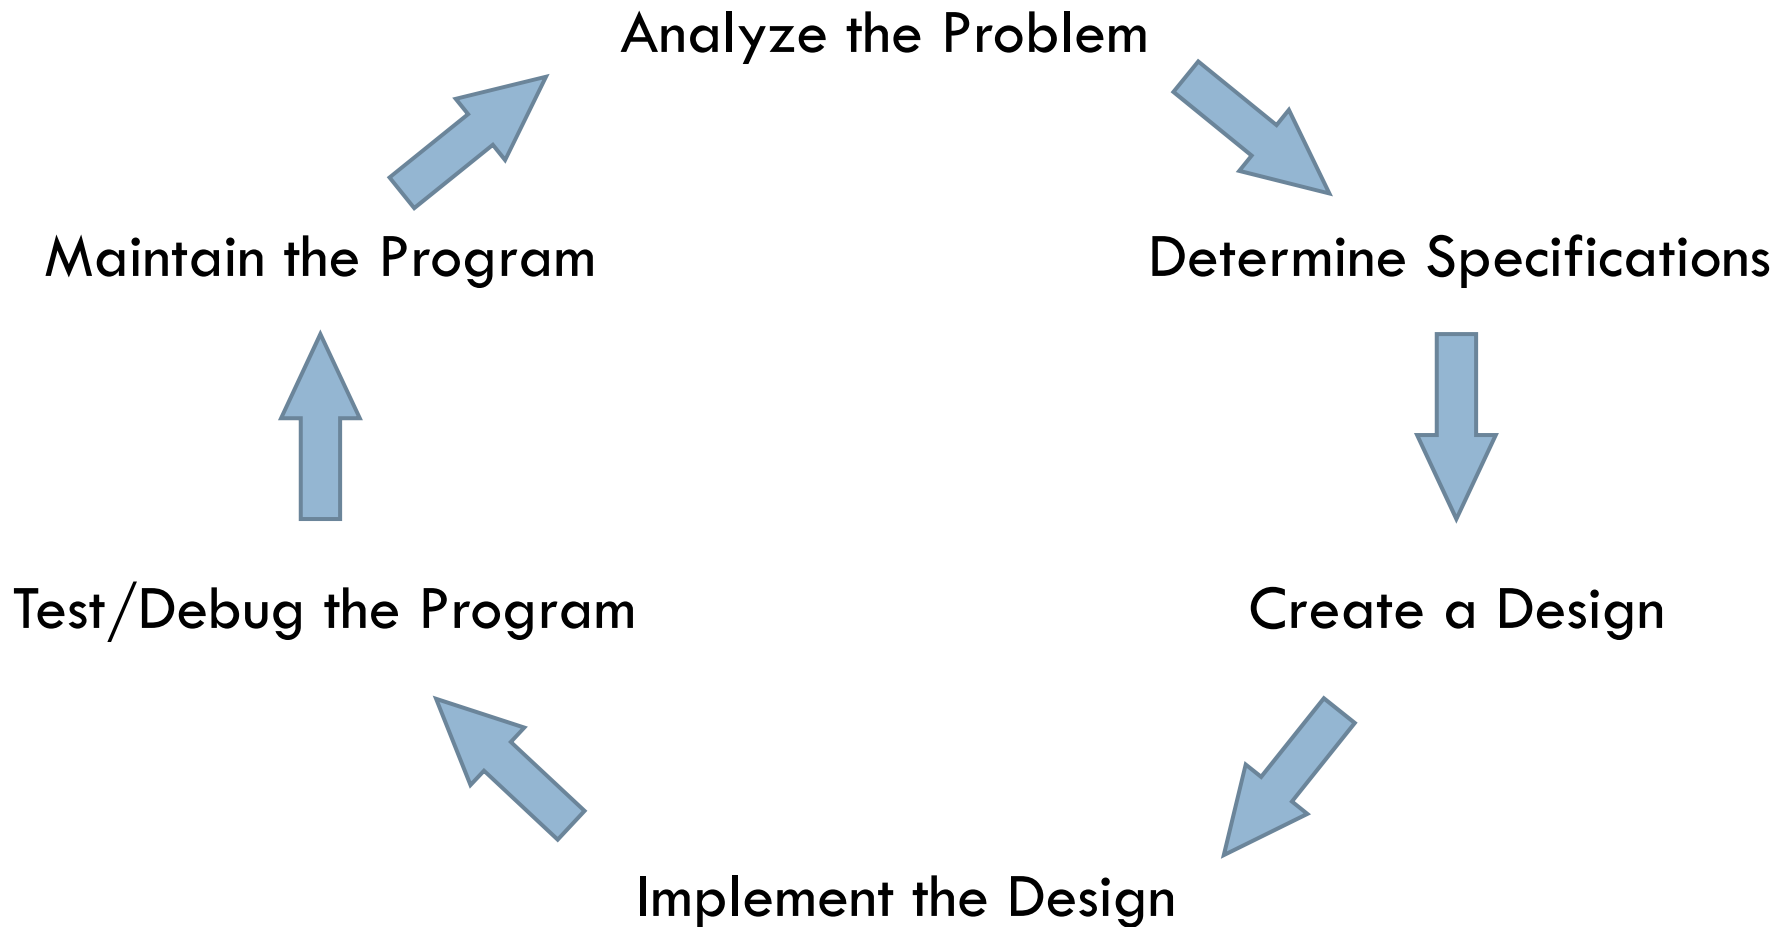 Analyze the Problem
Determine Specifications
Create a Design
Implement the Design
Test/Debug the Program
Maintain the Program